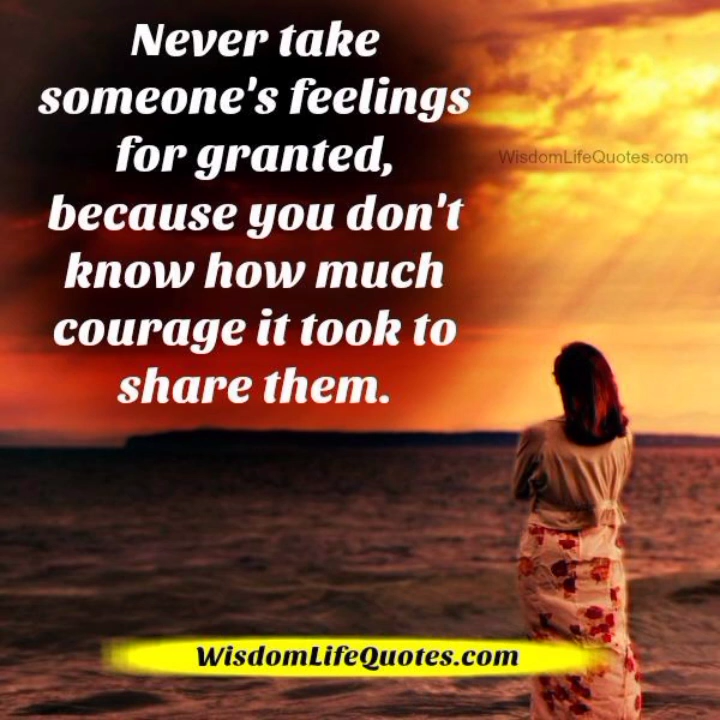 Never take
someone's feelings
for granted,
because you don't
know how much
courage it took to
share them.
WisdomLifeQuotes.com
WisdomLifeQuotes.com